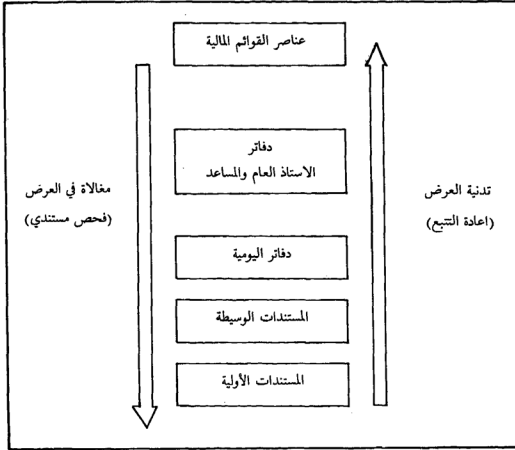 عناصر القوائم المالية
دفاتر
الاستاذ العام والمساعد
مغالاة في العرض
(فحص مستندي)
تدنية العرض
(اعادة التتبع)
دفاتر اليومية
المستندات الوسيطة
المستندات الأولية